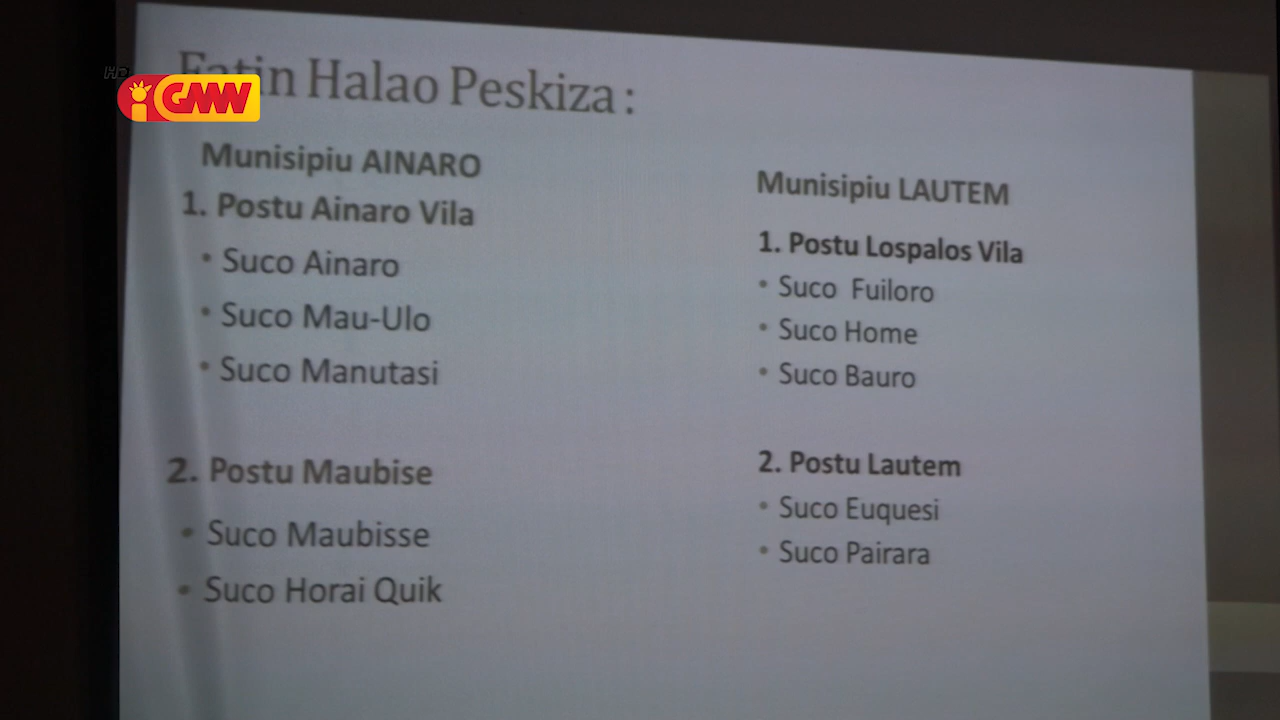 Fatin Halao Peskiza :
GMN
Munisipiu AINARO
1. Postu Ainaro Vila
• Suco Ainaro
• Suco Mau-Ulo
• Suco Manutasi
2. Postu Maubise
• Suco Maubisse
• Suco Horai Quik
Munisipiu LAUTEM
1. Postu Lospalos Vila
• Suco Fuiloro
• Suco Home
• Suco Bauro
2. Postu Lautem
• Suco Euquesi
• Suco Pairara